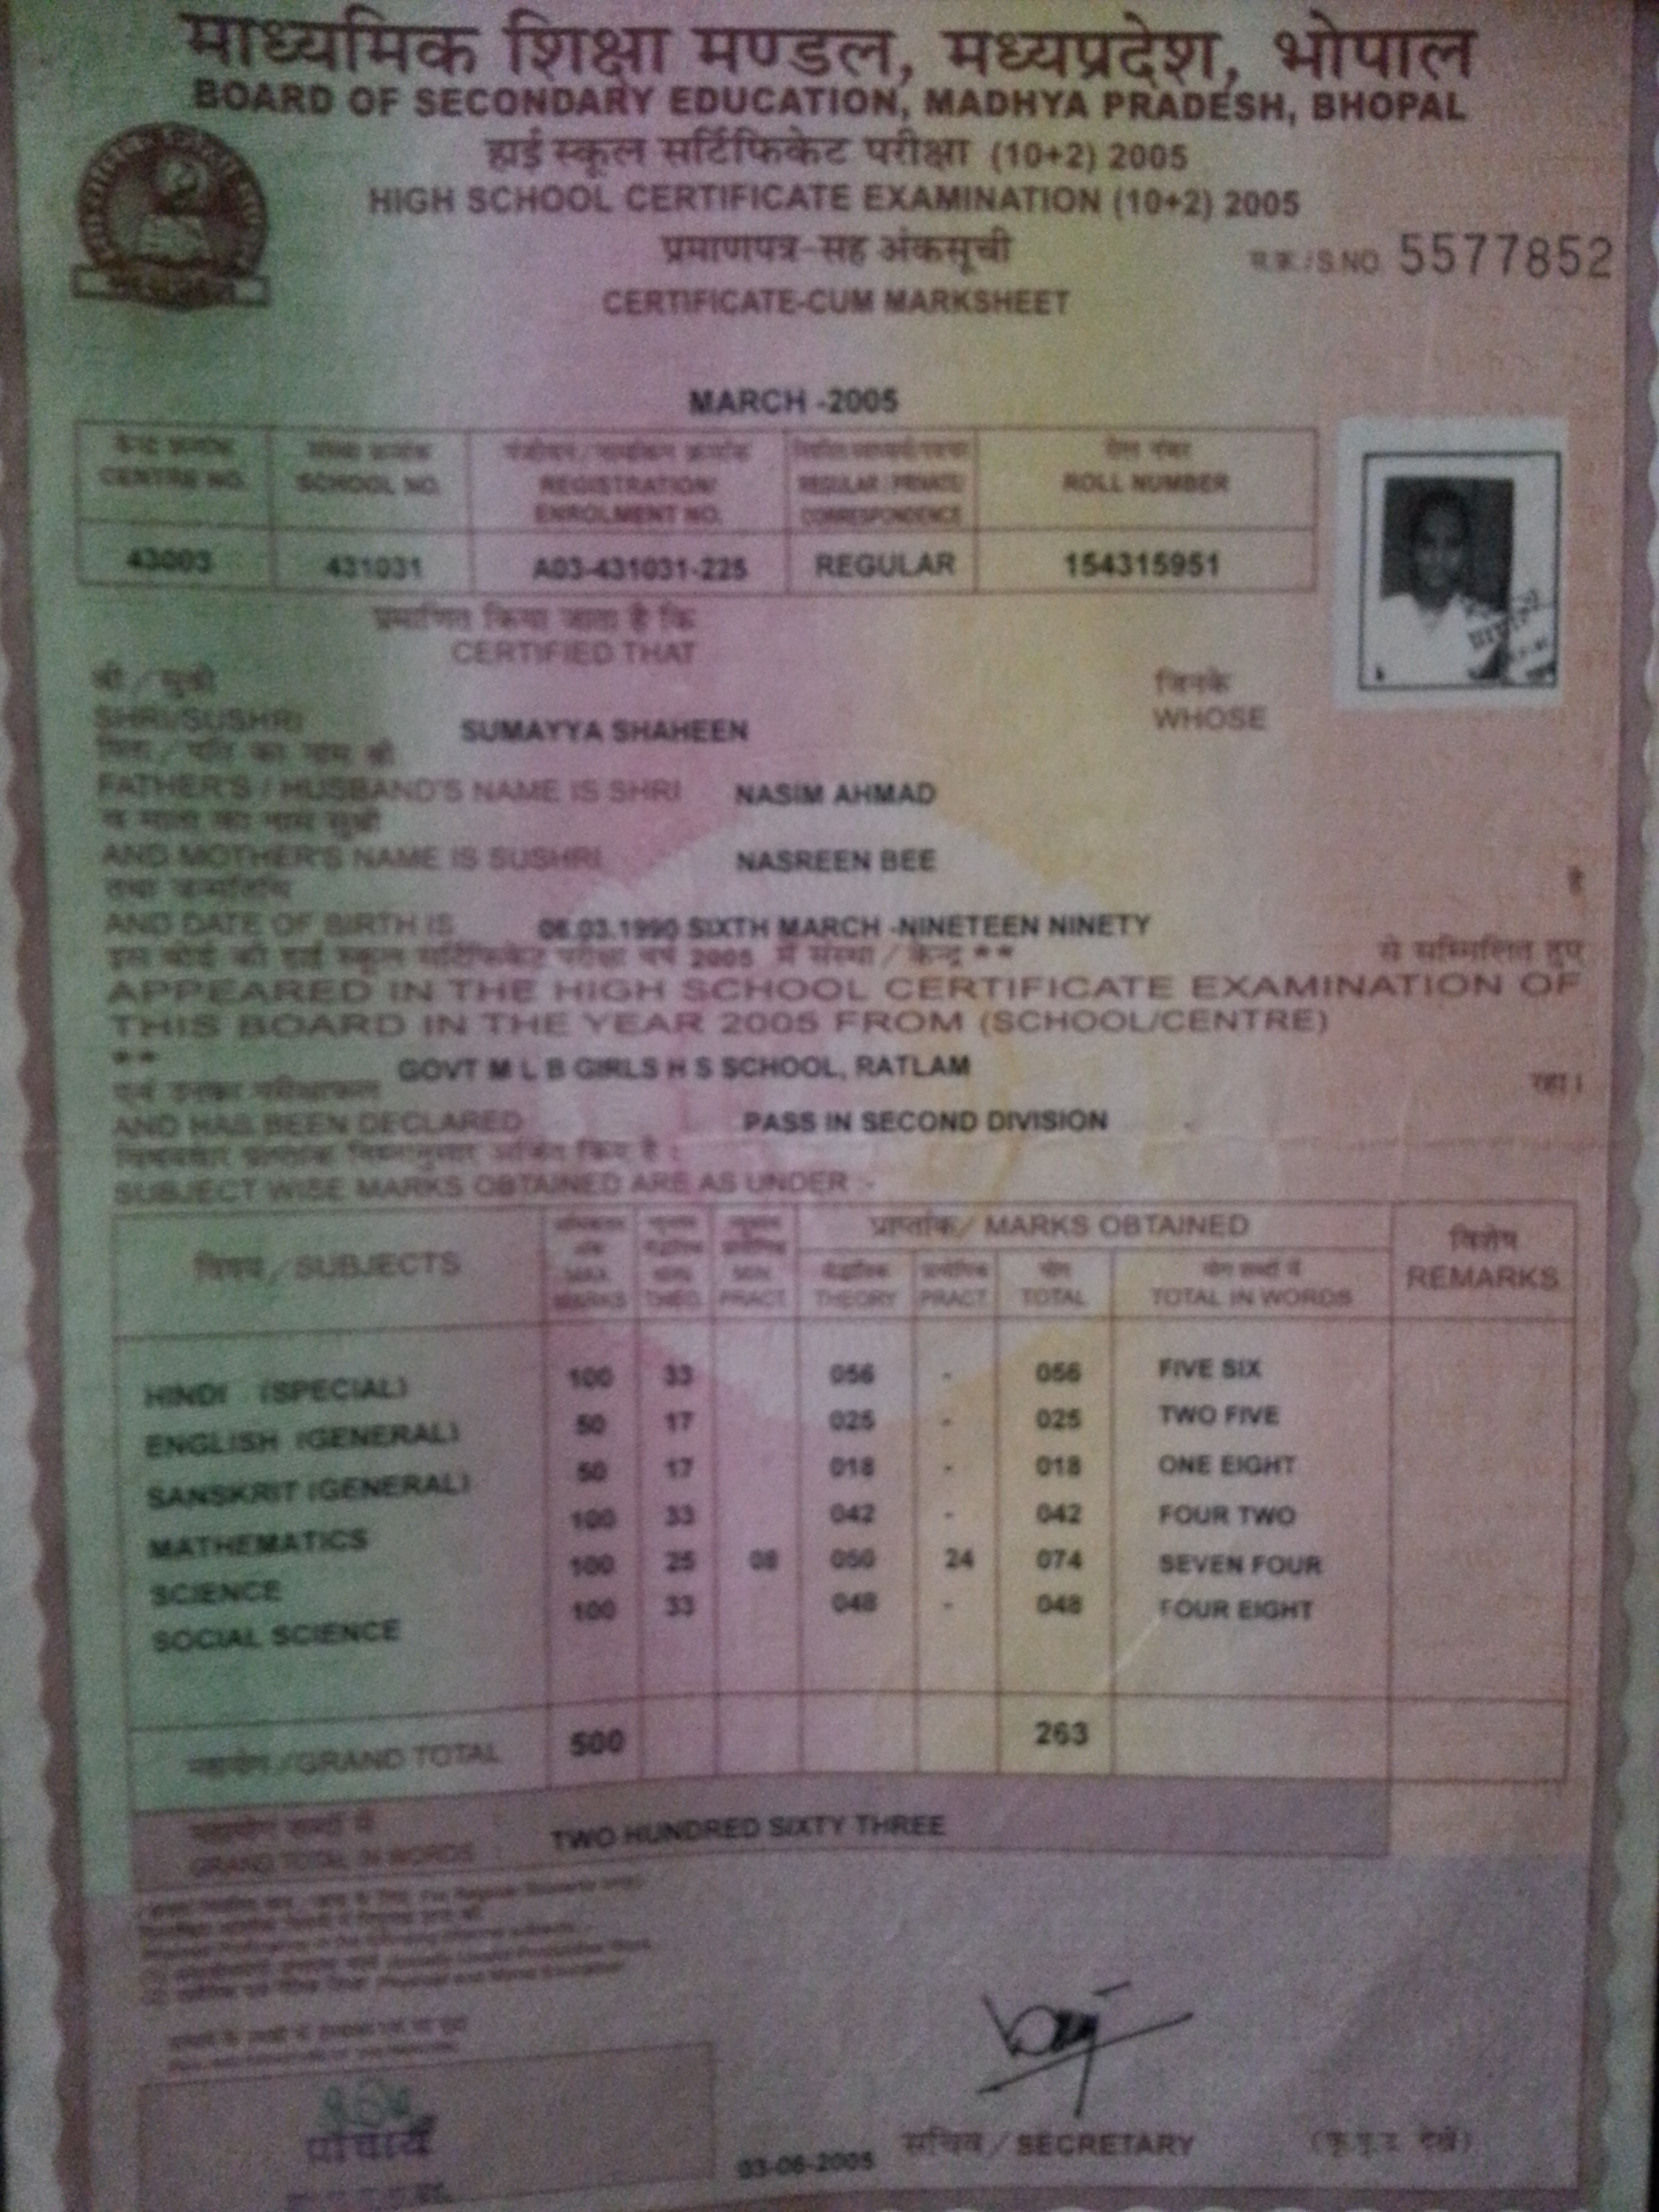 माध्यमिक शिक्षा मण्डल, मध्यप्रदेश, भोपाल
BOARD OF SECONDARY EDUCATION, MADHYA PRADESH, BHOPAL
हाई स्कूल सर्टिफिकेट परीक्षा (10+2) 2005
HIGH SCHOOL CERTIFICATE EXAMINATION (10+2) 2005
प्रमाणपत्र-सह अंकसूची
स.क्र./S.NO 5577852
CERTIFICATE-CUM MARKSHEET
MARCH -2005
केन्द्र क्रमांक संस्था क्रमांक पंजीयन/नामांकन क्रमांक रोल नंबर
CENTRE NO. SCHOOL NO. REGISTRATION/ REGULAR/PRIVATE/ ROLL NUMBER
ENROLMENT NO. CORRESPONDENCE
43003 431031 A03-431031-225 REGULAR 154315951
प्रमाणित किया जाता है कि
CERTIFIED THAT
श्री/सुश्री जिनके
SHRI/SUSHRI SUMAYYA SHAHEEN WHOSE
पिता/पति का नाम श्री
FATHER'S / HUSBAND'S NAME IS SHRI NASIM AHMAD
व माता का नाम सुश्री
AND MOTHER'S NAME IS SUSHRI NASREEN BEE
तथा जन्मतिथि है
AND DATE OF BIRTH IS 06.03.1990 SIXTH MARCH -NINETEEN NINETY
इस बोर्ड की हाई स्कूल सर्टिफिकेट परीक्षा वर्ष 2005 में संस्था/केन्द्र ** से सम्मिलित हुए
APPEARED IN THE HIGH SCHOOL CERTIFICATE EXAMINATION OF
THIS BOARD IN THE YEAR 2005 FROM (SCHOOL/CENTRE)
** GOVT M L B GIRLS H S SCHOOL, RATLAM
एवं उनका परीक्षाफल रहा।
AND HAS BEEN DECLARED PASS IN SECOND DIVISION
विषयवार प्राप्तांक निम्नानुसार अर्जित किये है :
SUBJECT WISE MARKS OBTAINED ARE AS UNDER :-
विषय/SUBJECTS प्राप्तांक/MARKS OBTAINED विशेष
REMARKS
सैद्धांतिक प्रायोगिक योग योग शब्दों में
MAX. MARKS MIN. THEO. MIN. PRACT. THEORY PRACT. TOTAL TOTAL IN WORDS
HINDI (SPECIAL) 100 33 056 - 056 FIVE SIX
ENGLISH (GENERAL) 50 17 025 - 025 TWO FIVE
SANSKRIT (GENERAL) 50 17 018 - 018 ONE EIGHT
MATHEMATICS 100 33 042 - 042 FOUR TWO
SCIENCE 100 25 08 050 24 074 SEVEN FOUR
SOCIAL SCIENCE 100 33 048 - 048 FOUR EIGHT
महायोग/GRAND TOTAL 500 263
महायोग शब्दों में
GRAND TOTAL IN WORDS : TWO HUNDRED SIXTY THREE
प्राचार्य
03-06-2005 सचिव/SECRETARY (कृ.पृ.उ. देखें)